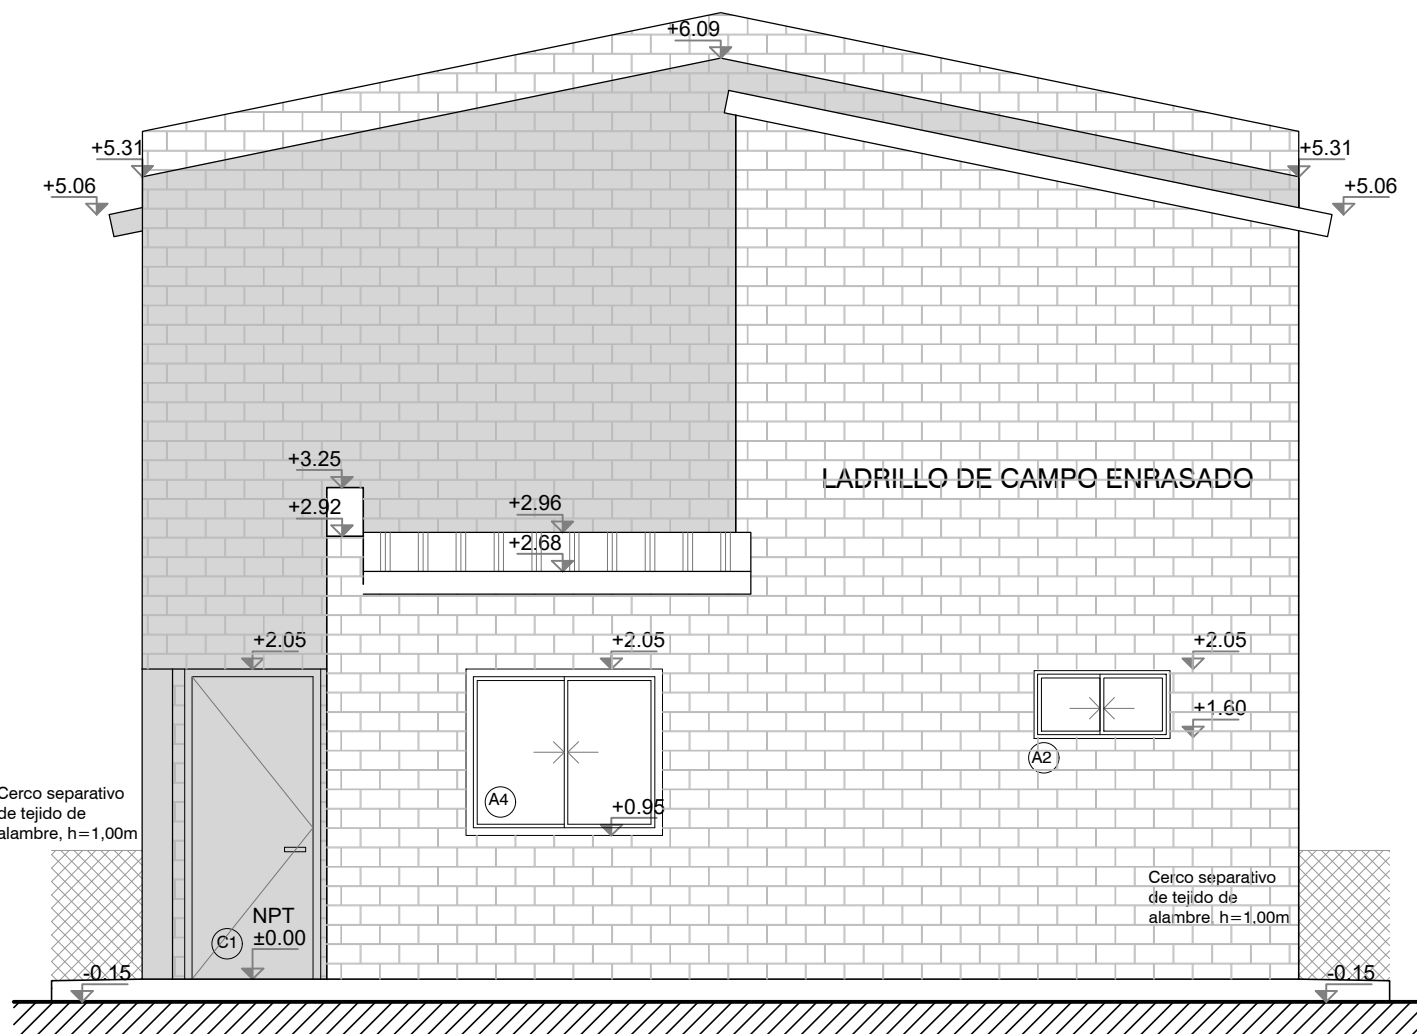 +6.09
+5.31
+5.31
+5.06
+5.06
+3.25
LADRILLO DE CAMPO ENRASADO
+2.92
+2.96
+2.68
+2.05
+2.05
+2.05
+1.60
A2
Cerco separativo
de tejido de
alambre, h=1,00m
A4
+0.95
Cerco separativo
de tejido de
alambre, h=1,00m
NPT
C1
±0.00
-0.15
-0.15